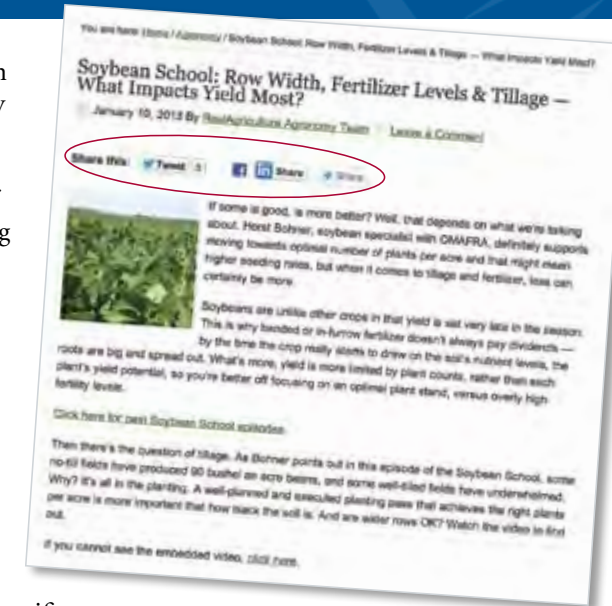 You are here: Home / Agronomy / Soybean School: Row Width, Fertilizer Levels & Tillage — What Impacts Yield Most?
Soybean School: Row Width, Fertilizer Levels & Tillage —
What Impacts Yield Most?
January 10, 2013 By RealAgriculture Agronomy Team Leave a Comment
Share this: Tweet 3 Share Share
If some is good, is more better? Well, that depends on what we're talking
about. Horst Bohner, soybean specialist with OMAFRA, definitely supports
moving towards optimal number of plants per acre and that might mean
higher seeding rates, but when it comes to tillage and fertilizer, less can
certainly be more.
Soybeans are unlike other crops in that yield is set very late in the season.
This is why banded or in-furrow fertilizer doesn't always pay dividends —
by the time the crop really starts to draw on the soil's nutrient levels, the
roots are big and spread out. What's more, yield is more limited by plant counts, rather than each
plant's yield potential, so you're better off focusing on an optimal plant stand, versus overly high
fertility levels.
Click here for past Soybean School episodes.
Then there's the question of tillage. As Bohner points out in this episode of the Soybean School, some
no-till fields have produced 90 bushel an acre beans, and some well-tilled fields have underwhelmed.
Why? It's all in the planting. A well-planned and executed planting pass that achieves the right plants
per acre is more important that how black the soil is. And are wider rows OK? Watch the video to find
out.
If you cannot see the embedded video, click here.